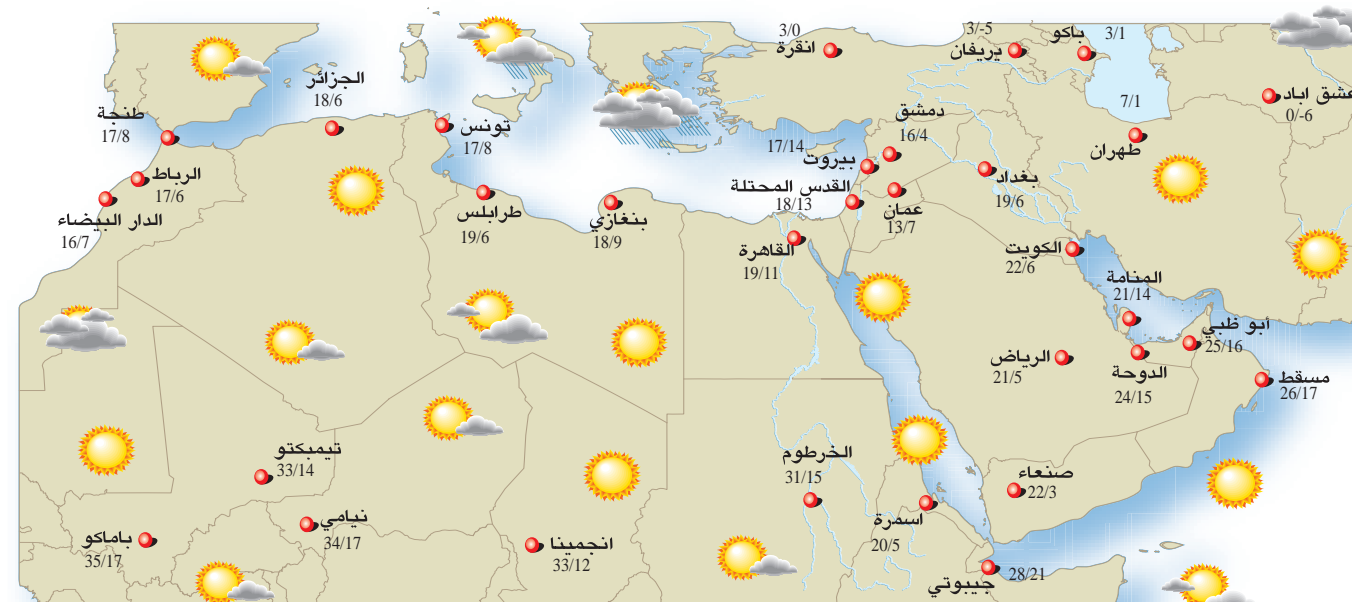 3/0
انقرة
3/-5
يريفان
باكو
3/1
عشق اباد
0/-6
7/1
طهران
الجزائر
18/6
طنجة
17/8
تونس
17/8
دمشق
16/4
17/14
بيروت
بغداد
19/6
الرباط
17/6
الدار البيضاء
16/7
طرابلس
19/6
بنغازي
18/9
القدس المحتلة
18/13
عمان
13/7
القاهرة
19/11
الكويت
22/6
المنامة
21/14
أبو ظبي
25/16
الرياض
21/5
الدوحة
24/15
مسقط
26/17
تيمبكتو
33/14
الخرطوم
31/15
صنعاء
22/3
اسمرة
20/5
نيامي
34/17
باماكو
35/17
انجمينا
33/12
جيبوتي
28/21